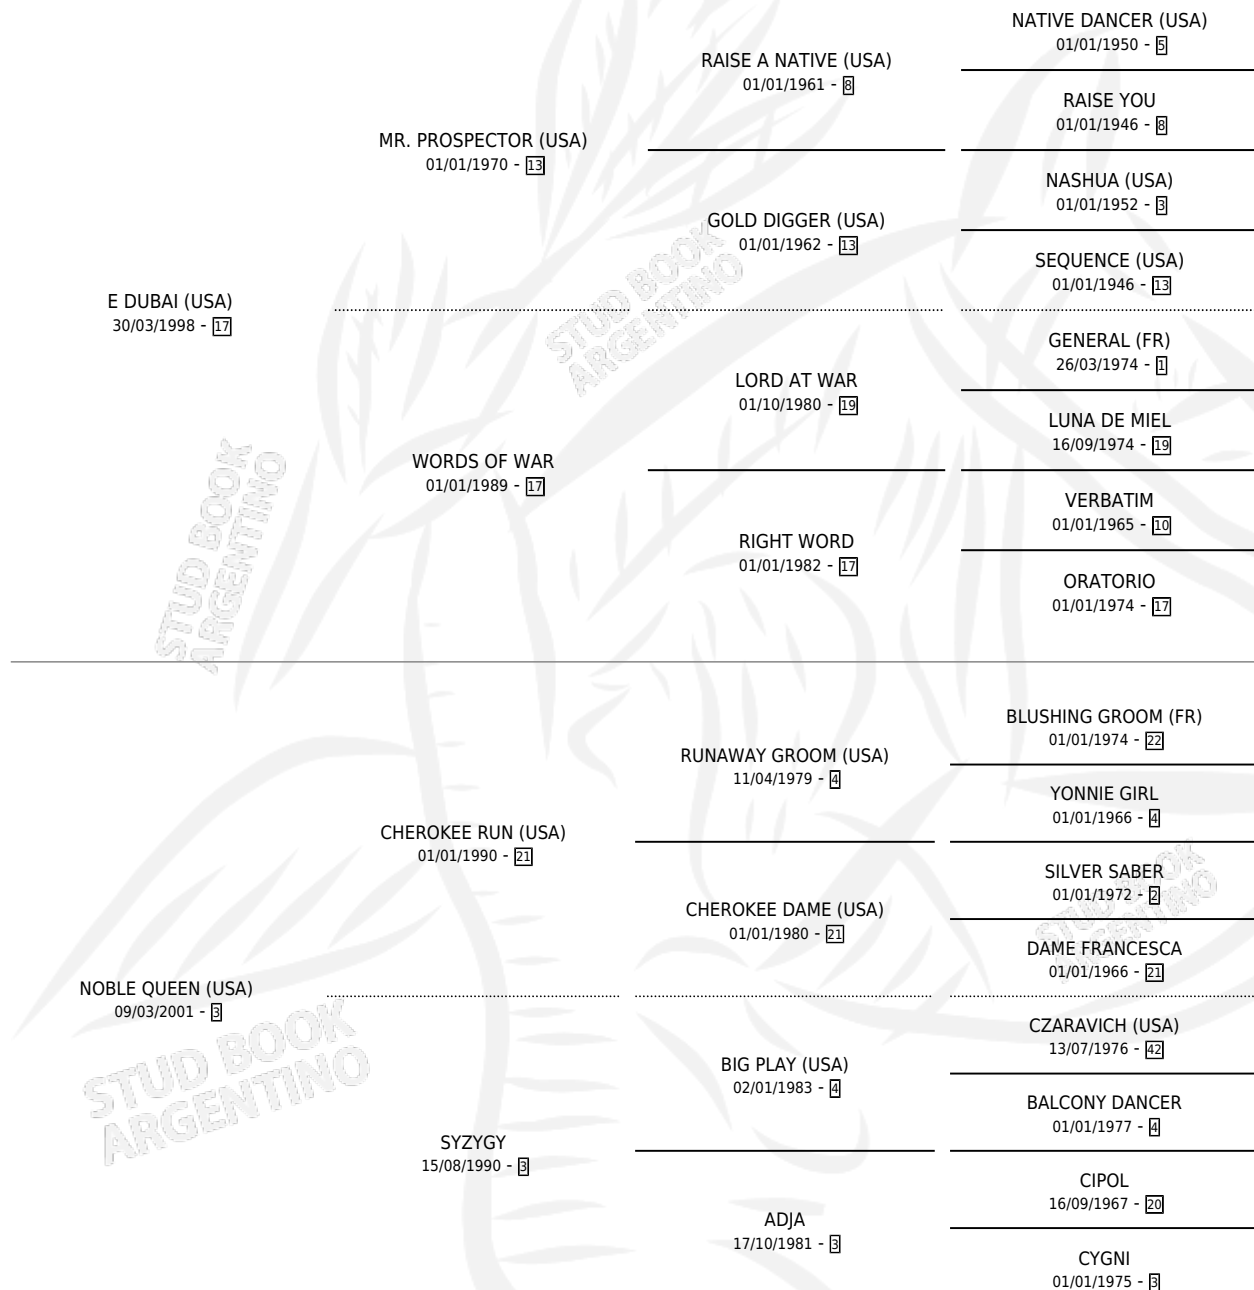 NATIVE DANCER (USA)
01/01/1950 - 5
RAISE A NATIVE (USA)
01/01/1961 - 8
RAISE YOU
01/01/1946 - 8
MR. PROSPECTOR (USA)
01/01/1970 - 13
NASHUA (USA)
01/01/1952 - 3
GOLD DIGGER (USA)
01/01/1962 - 13
SEQUENCE (USA)
01/01/1946 - 13
E DUBAI (USA)
30/03/1998 - 17
GENERAL (FR)
26/03/1974 - 1
LORD AT WAR
01/10/1980 - 19
LUNA DE MIEL
16/09/1974 - 19
WORDS OF WAR
01/01/1989 - 17
VERBATIM
01/01/1965 - 10
RIGHT WORD
01/01/1982 - 17
ORATORIO
01/01/1974 - 17
BLUSHING GROOM (FR)
01/01/1974 - 22
RUNAWAY GROOM (USA)
11/04/1979 - 4
YONNIE GIRL
01/01/1966 - 4
CHEROKEE RUN (USA)
01/01/1990 - 21
SILVER SABER
01/01/1972 - 2
CHEROKEE DAME (USA)
01/01/1980 - 21
DAME FRANCESCA
01/01/1966 - 21
NOBLE QUEEN (USA)
09/03/2001 - 3
CZARAVICH (USA)
13/07/1976 - 42
BIG PLAY (USA)
02/01/1983 - 4
BALCONY DANCER
01/01/1977 - 4
SYZYGY
15/08/1990 - 3
CIPOL
16/09/1967 - 20
ADJA
17/10/1981 - 3
CYGNI
01/01/1975 - 3
STUD BOOK
ARGENTINO
STUD BOOK
ARGENTINO
STUD BOOK
ARGENTINO
STUD BOOK
ARGENTINO